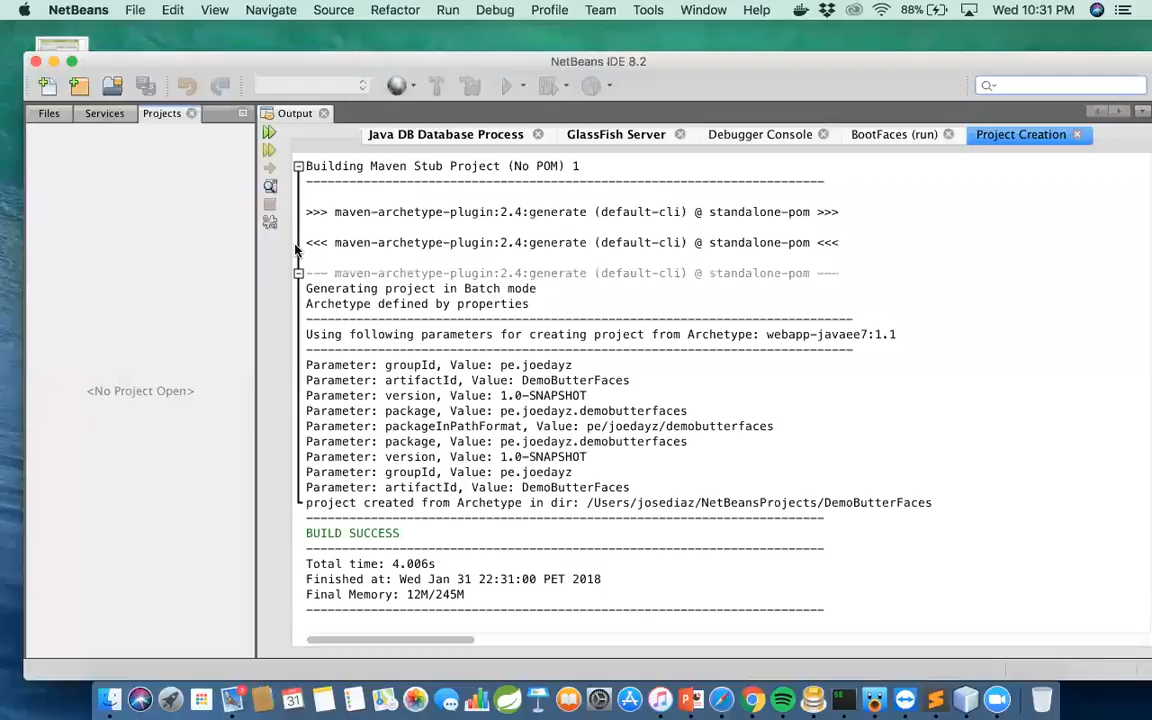 NetBeans File Edit View Navigate Source Refactor Run Debug Profile Team Tools Window Help 88% Wed 10:31 PM
NetBeans IDE 8.2
Files Services Projects Output
Java DB Database Process GlassFish Server Debugger Console BootFaces (run) Project Creation
Building Maven Stub Project (No POM) 1
------------------------------------------------------------------------
>>> maven-archetype-plugin:2.4:generate (default-cli) @ standalone-pom >>>
<<< maven-archetype-plugin:2.4:generate (default-cli) @ standalone-pom <<<
--- maven-archetype-plugin:2.4:generate (default-cli) @ standalone-pom ---
Generating project in Batch mode
Archetype defined by properties
----------------------------------------------------------------------------
Using following parameters for creating project from Archetype: webapp-javaee7:1.1
----------------------------------------------------------------------------
Parameter: groupId, Value: pe.joedayz
Parameter: artifactId, Value: DemoButterFaces
Parameter: version, Value: 1.0-SNAPSHOT
Parameter: package, Value: pe.joedayz.demobutterfaces
Parameter: packageInPathFormat, Value: pe/joedayz/demobutterfaces
Parameter: package, Value: pe.joedayz.demobutterfaces
Parameter: version, Value: 1.0-SNAPSHOT
Parameter: groupId, Value: pe.joedayz
Parameter: artifactId, Value: DemoButterFaces
project created from Archetype in dir: /Users/josediaz/NetBeansProjects/DemoButterFaces
------------------------------------------------------------------------
BUILD SUCCESS
------------------------------------------------------------------------
Total time: 4.006s
Finished at: Wed Jan 31 22:31:00 PET 2018
Final Memory: 12M/245M
------------------------------------------------------------------------
<No Project Open>
31